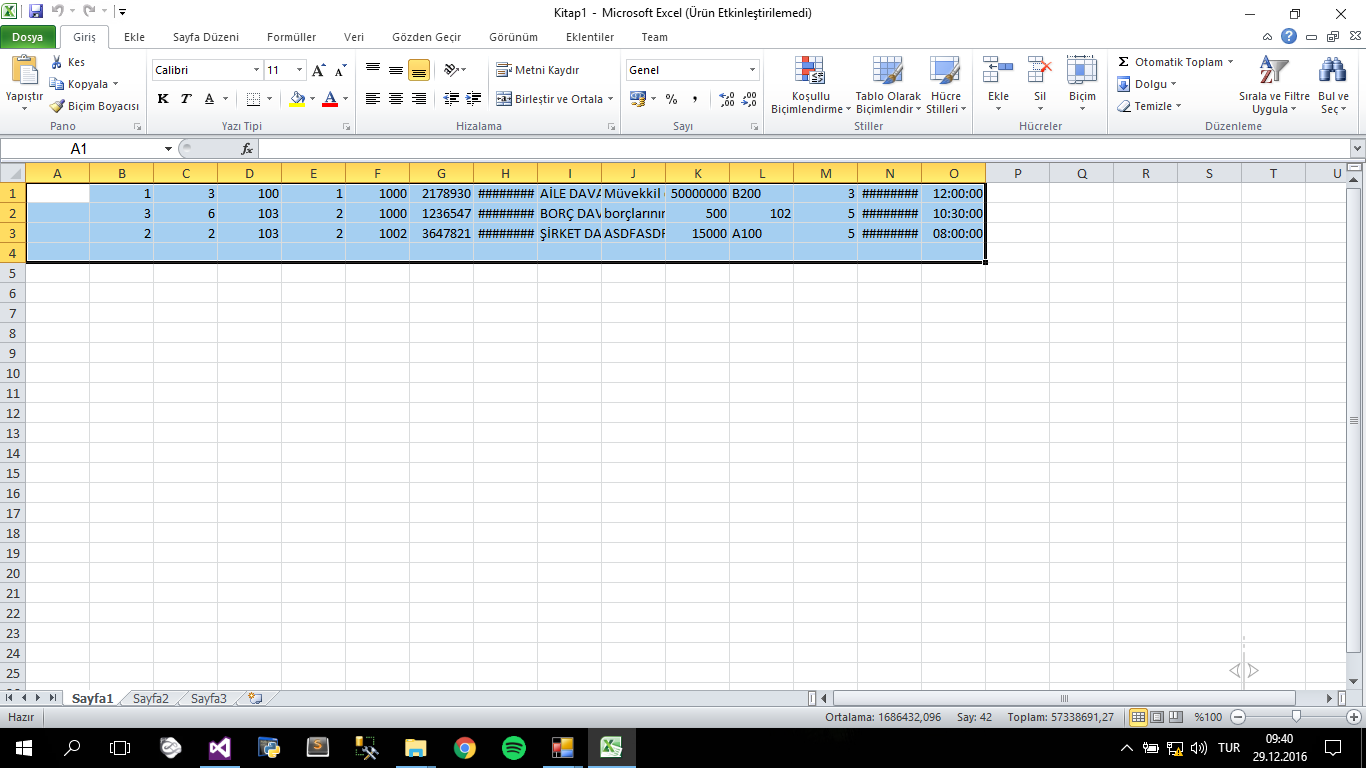 Kitap1 - Microsoft Excel (Ürün Etkinleştirilemedi)
Dosya Giriş Ekle Sayfa Düzeni Formüller Veri Gözden Geçir Görünüm Eklentiler Team
Yapıştır
Kes
Kopyala
Biçim Boyacısı
Pano
Calibri 11
K T A
Yazı Tipi
Metni Kaydır
Birleştir ve Ortala
Hizalama
Genel
% ,
Sayı
Koşullu Biçimlendirme
Tablo Olarak Biçimlendir
Hücre Stilleri
Stiller
Ekle Sil Biçim
Hücreler
Σ Otomatik Toplam
Dolgu
Temizle
Sırala ve Filtre Uygula
Bul ve Seç
Düzenleme
A1 fx
A B C D E F G H I J K L M N O P Q R S T U
1 1 3 100 1 1000 2178930 ######## AİLE DAVA Müvekkil 50000000 B200 3 ######## 12:00:00
2 3 6 103 2 1000 1236547 ######## BORÇ DAV borçlarının 500 102 5 ######## 10:30:00
3 2 2 103 2 1002 3647821 ######## ŞİRKET DA ASDFASDF 15000 A100 5 ######## 08:00:00
4
5
6
7
8
9
10
11
12
13
14
15
16
17
18
19
20
21
22
23
24
25
Sayfa1 Sayfa2 Sayfa3
Hazır Ortalama: 1686432,096 Say: 42 Toplam: 57338691,27 %100
TUR
09:40
29.12.2016